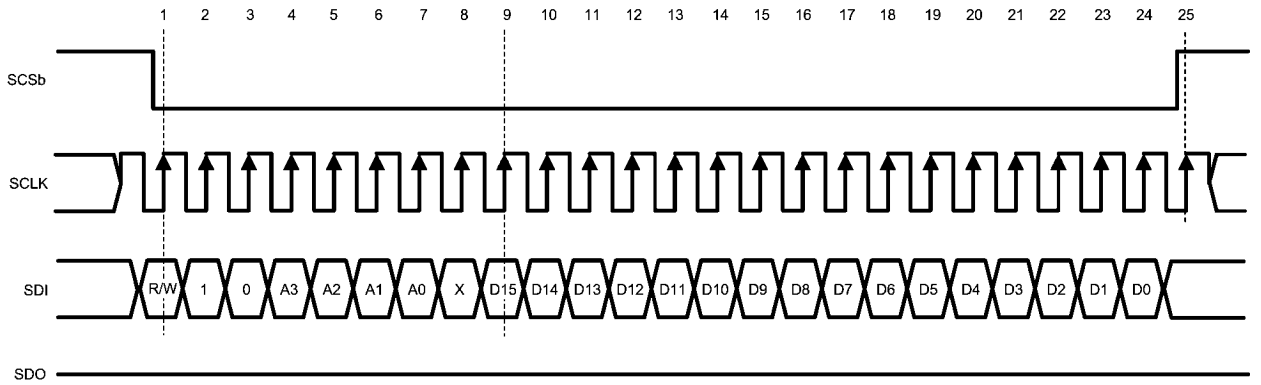 1 2 3 4 5 6 7 8 9 10 11 12 13 14 15 16 17 18 19 20 21 22 23 24 25
SCSb
SCLK
SDI R/W 1 0 A3 A2 A1 A0 X D15 D14 D13 D12 D11 D10 D9 D8 D7 D6 D5 D4 D3 D2 D1 D0
SDO